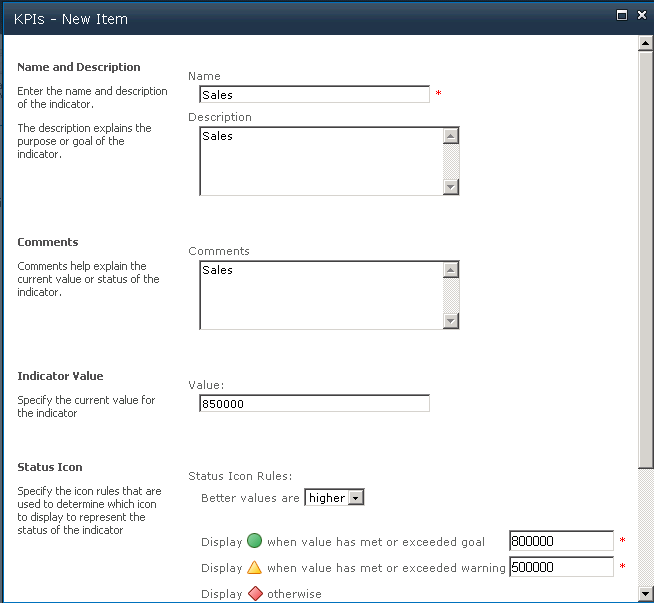 KPIs - New Item
Name and Description
Enter the name and description
of the indicator.
The description explains the
purpose or goal of the
indicator.
Name
Sales *
Description
Sales
Comments
Comments help explain the
current value or status of the
indicator.
Comments
Sales
Indicator Value
Specify the current value for
the indicator
Value:
850000
Status Icon
Specify the icon rules that are
used to determine which icon
to display to represent the
status of the indicator
Status Icon Rules:
Better values are higher
Display when value has met or exceeded goal 800000 *
Display when value has met or exceeded warning 500000 *
Display otherwise